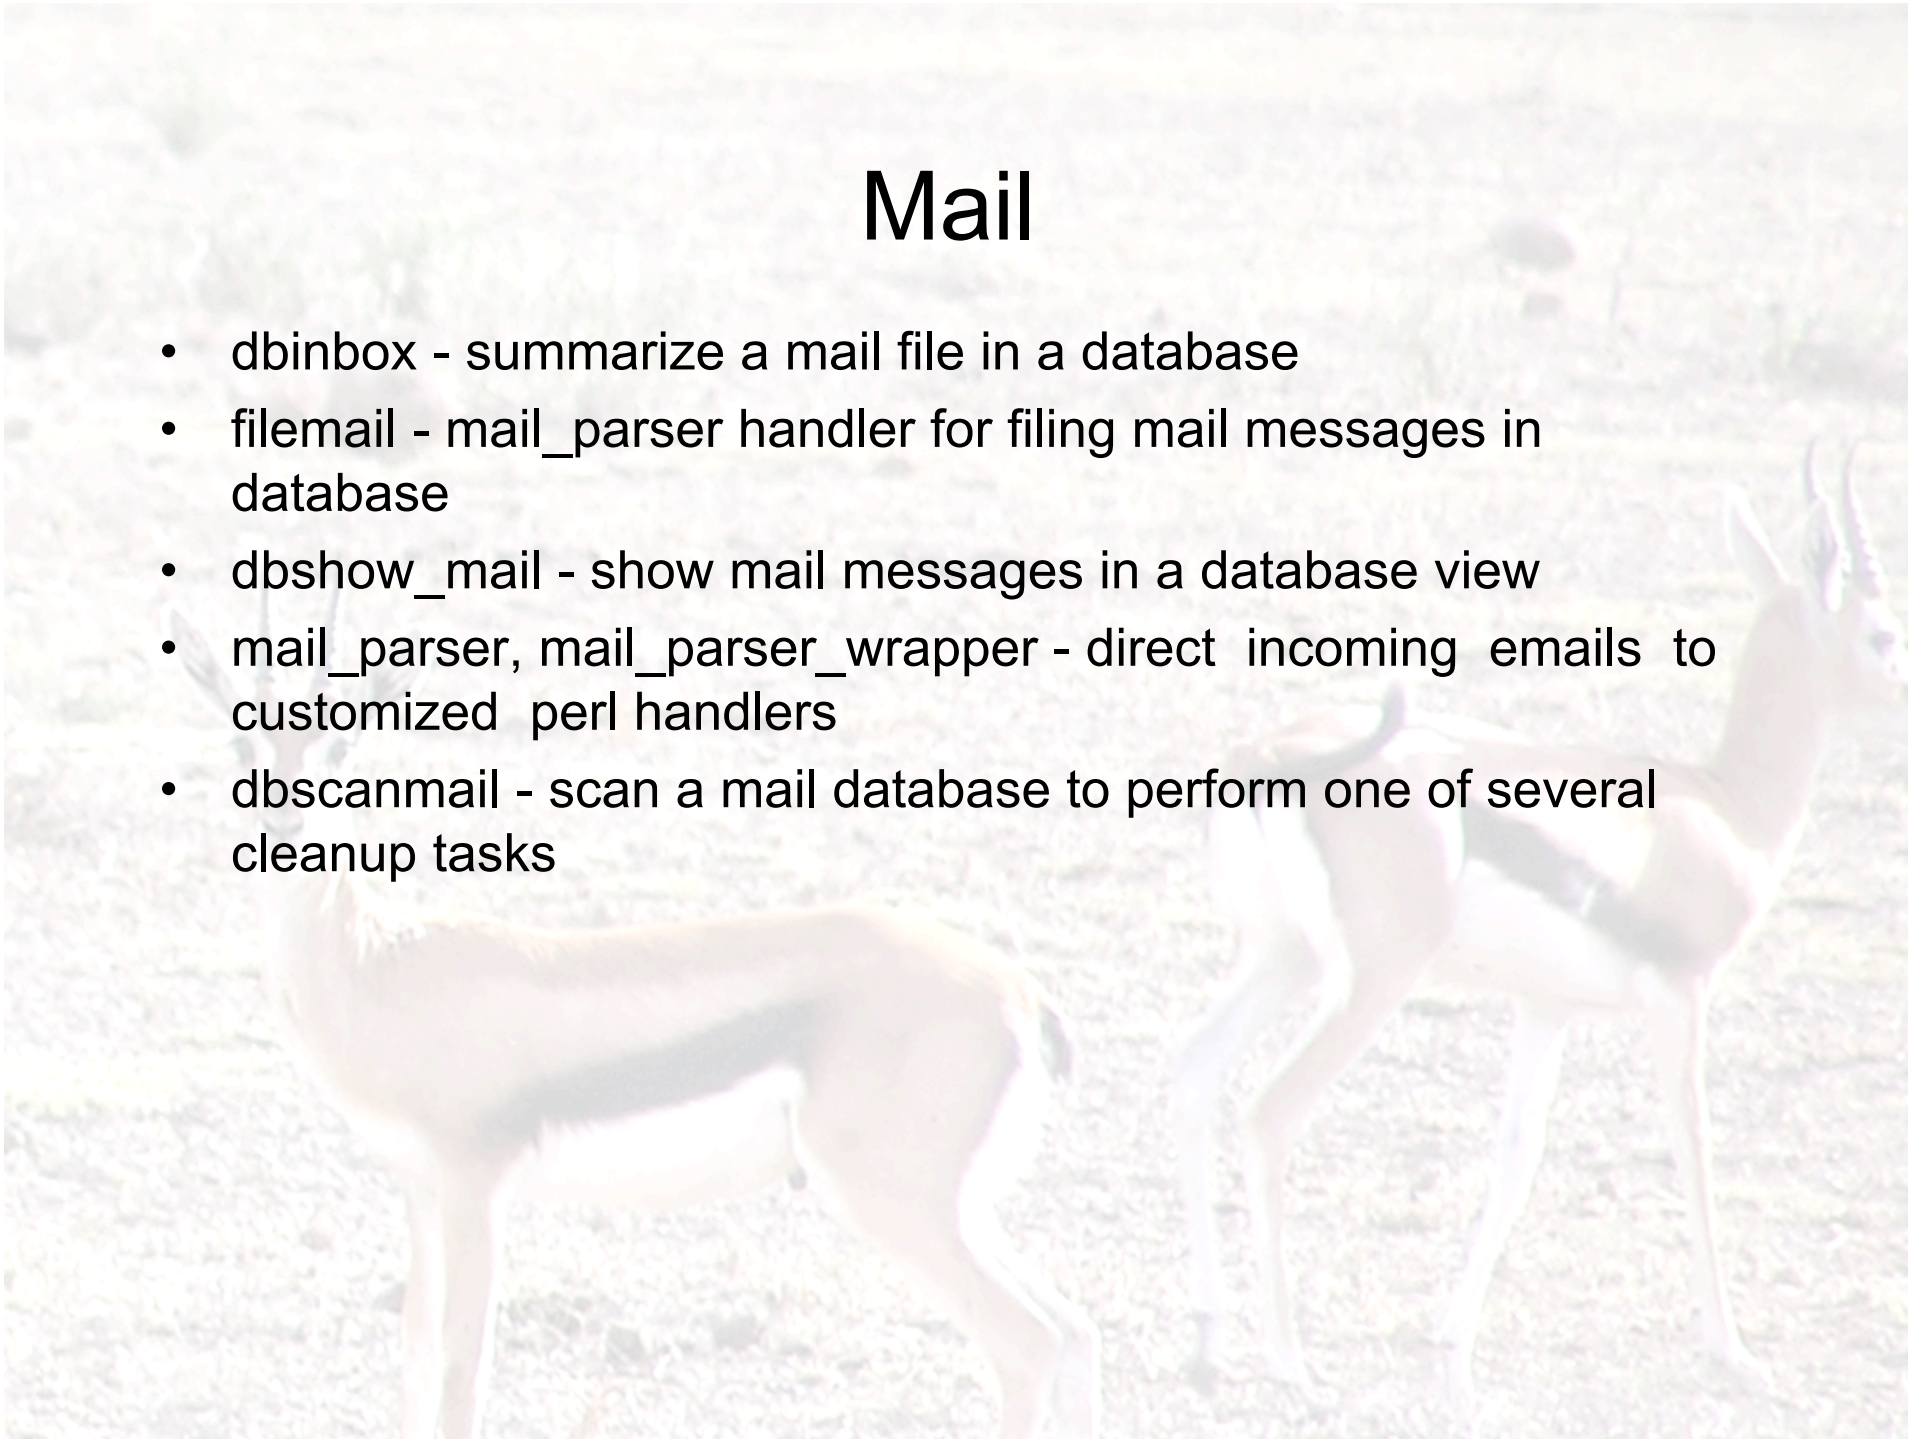 Mail
• dbinbox - summarize a mail file in a database
• filemail - mail_parser handler for filing mail messages in
database
• dbshow_mail - show mail messages in a database view
• mail_parser, mail_parser_wrapper - direct  incoming  emails  to
customized  perl handlers
• dbscanmail - scan a mail database to perform one of several
cleanup tasks